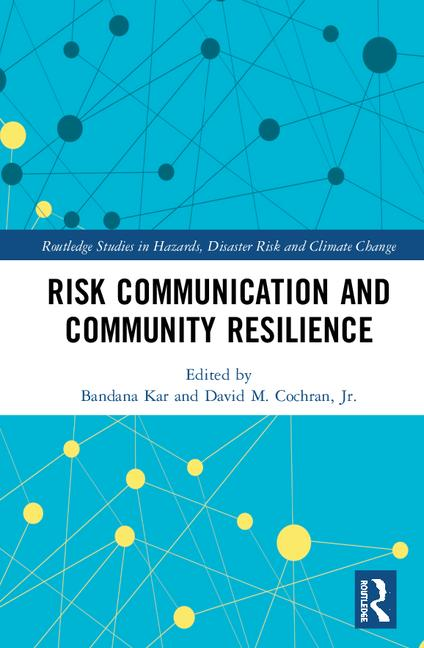 Routledge Studies in Hazards, Disaster Risk and Climate Change
RISK COMMUNICATION AND
COMMUNITY RESILIENCE
Edited by
Bandana Kar and David M. Cochran, Jr.
ROUTLEDGE